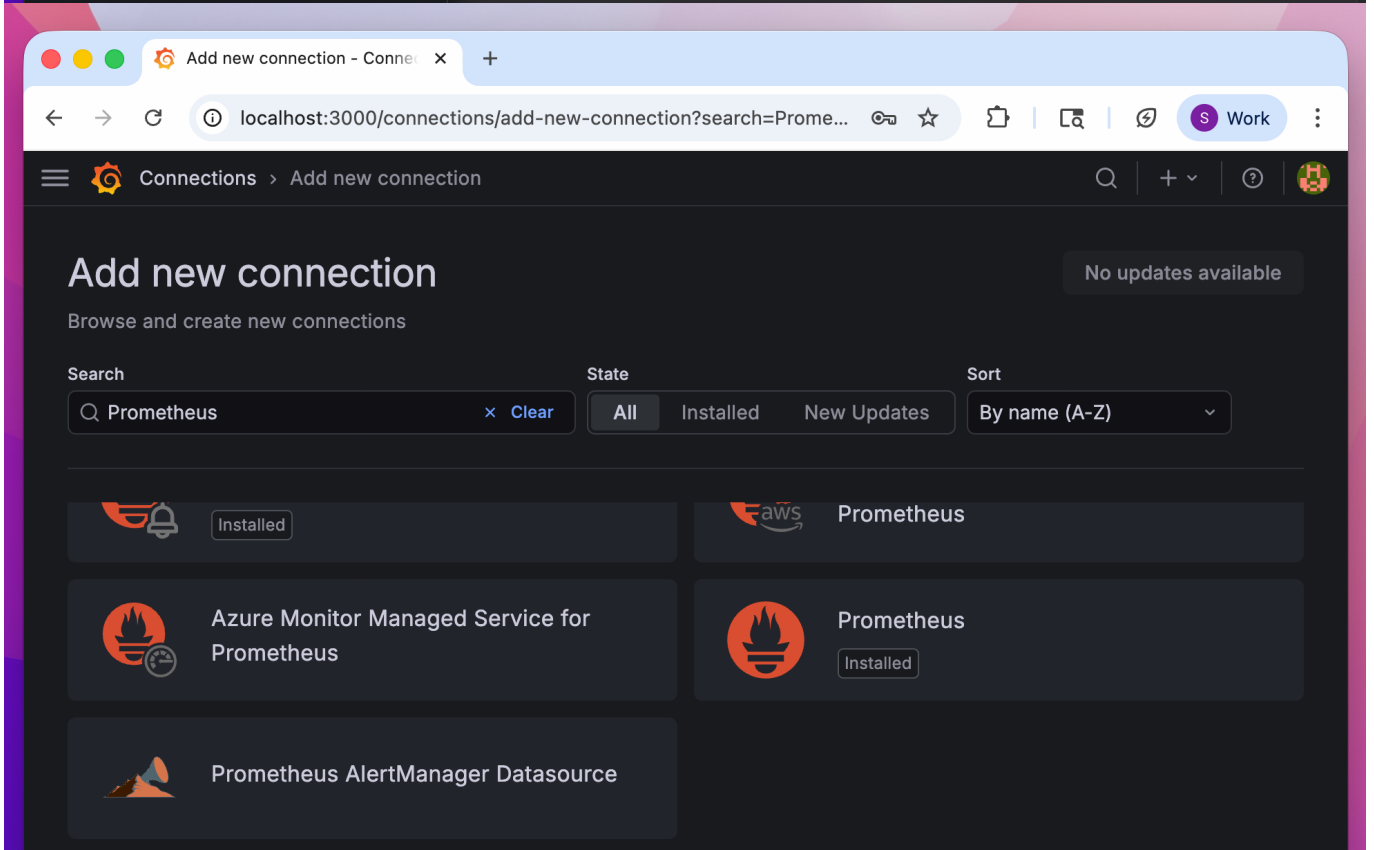 Add new connection - Conne
localhost:3000/connections/add-new-connection?search=Prome...
S
Work
Connections › Add new connection
Add new connection
No updates available
Browse and create new connections
Search
State
Sort
Prometheus
× Clear
All
Installed
New Updates
By name (A-Z)
Installed
aws
Prometheus
Azure Monitor Managed Service for
Prometheus
Prometheus
Installed
Prometheus AlertManager Datasource